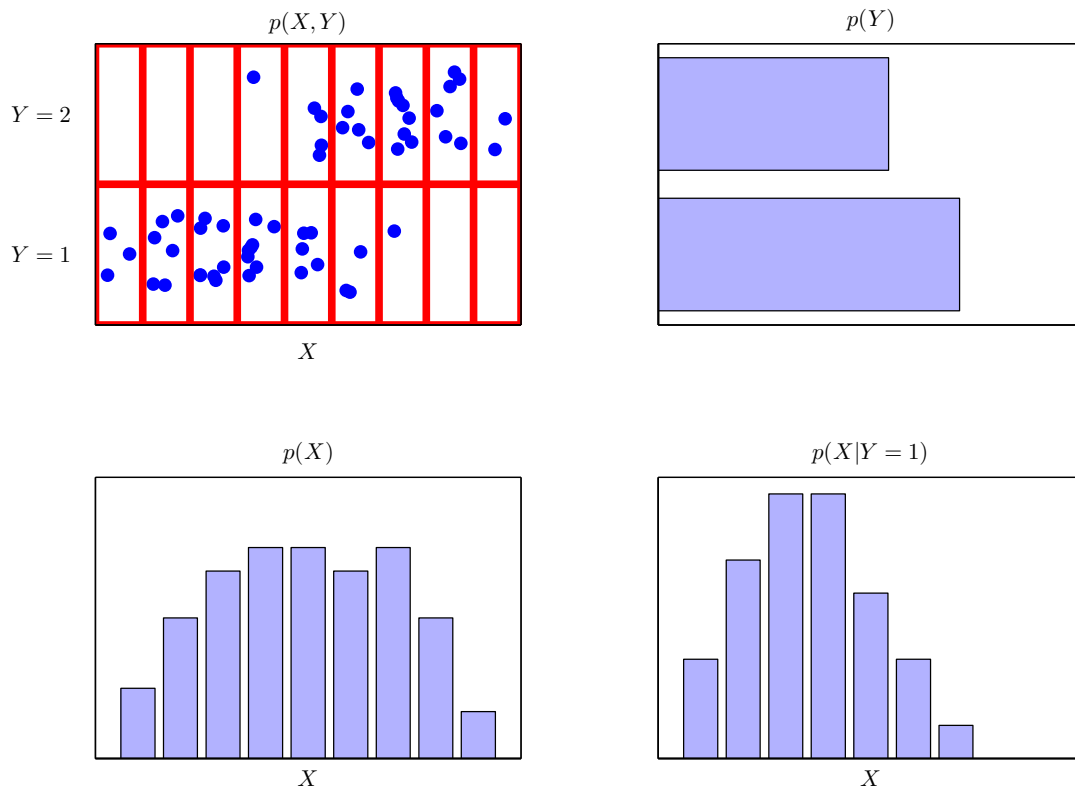 p(X, Y)
Y = 2
Y = 1
X
p(Y)
p(X)
X
p(X|Y = 1)
X